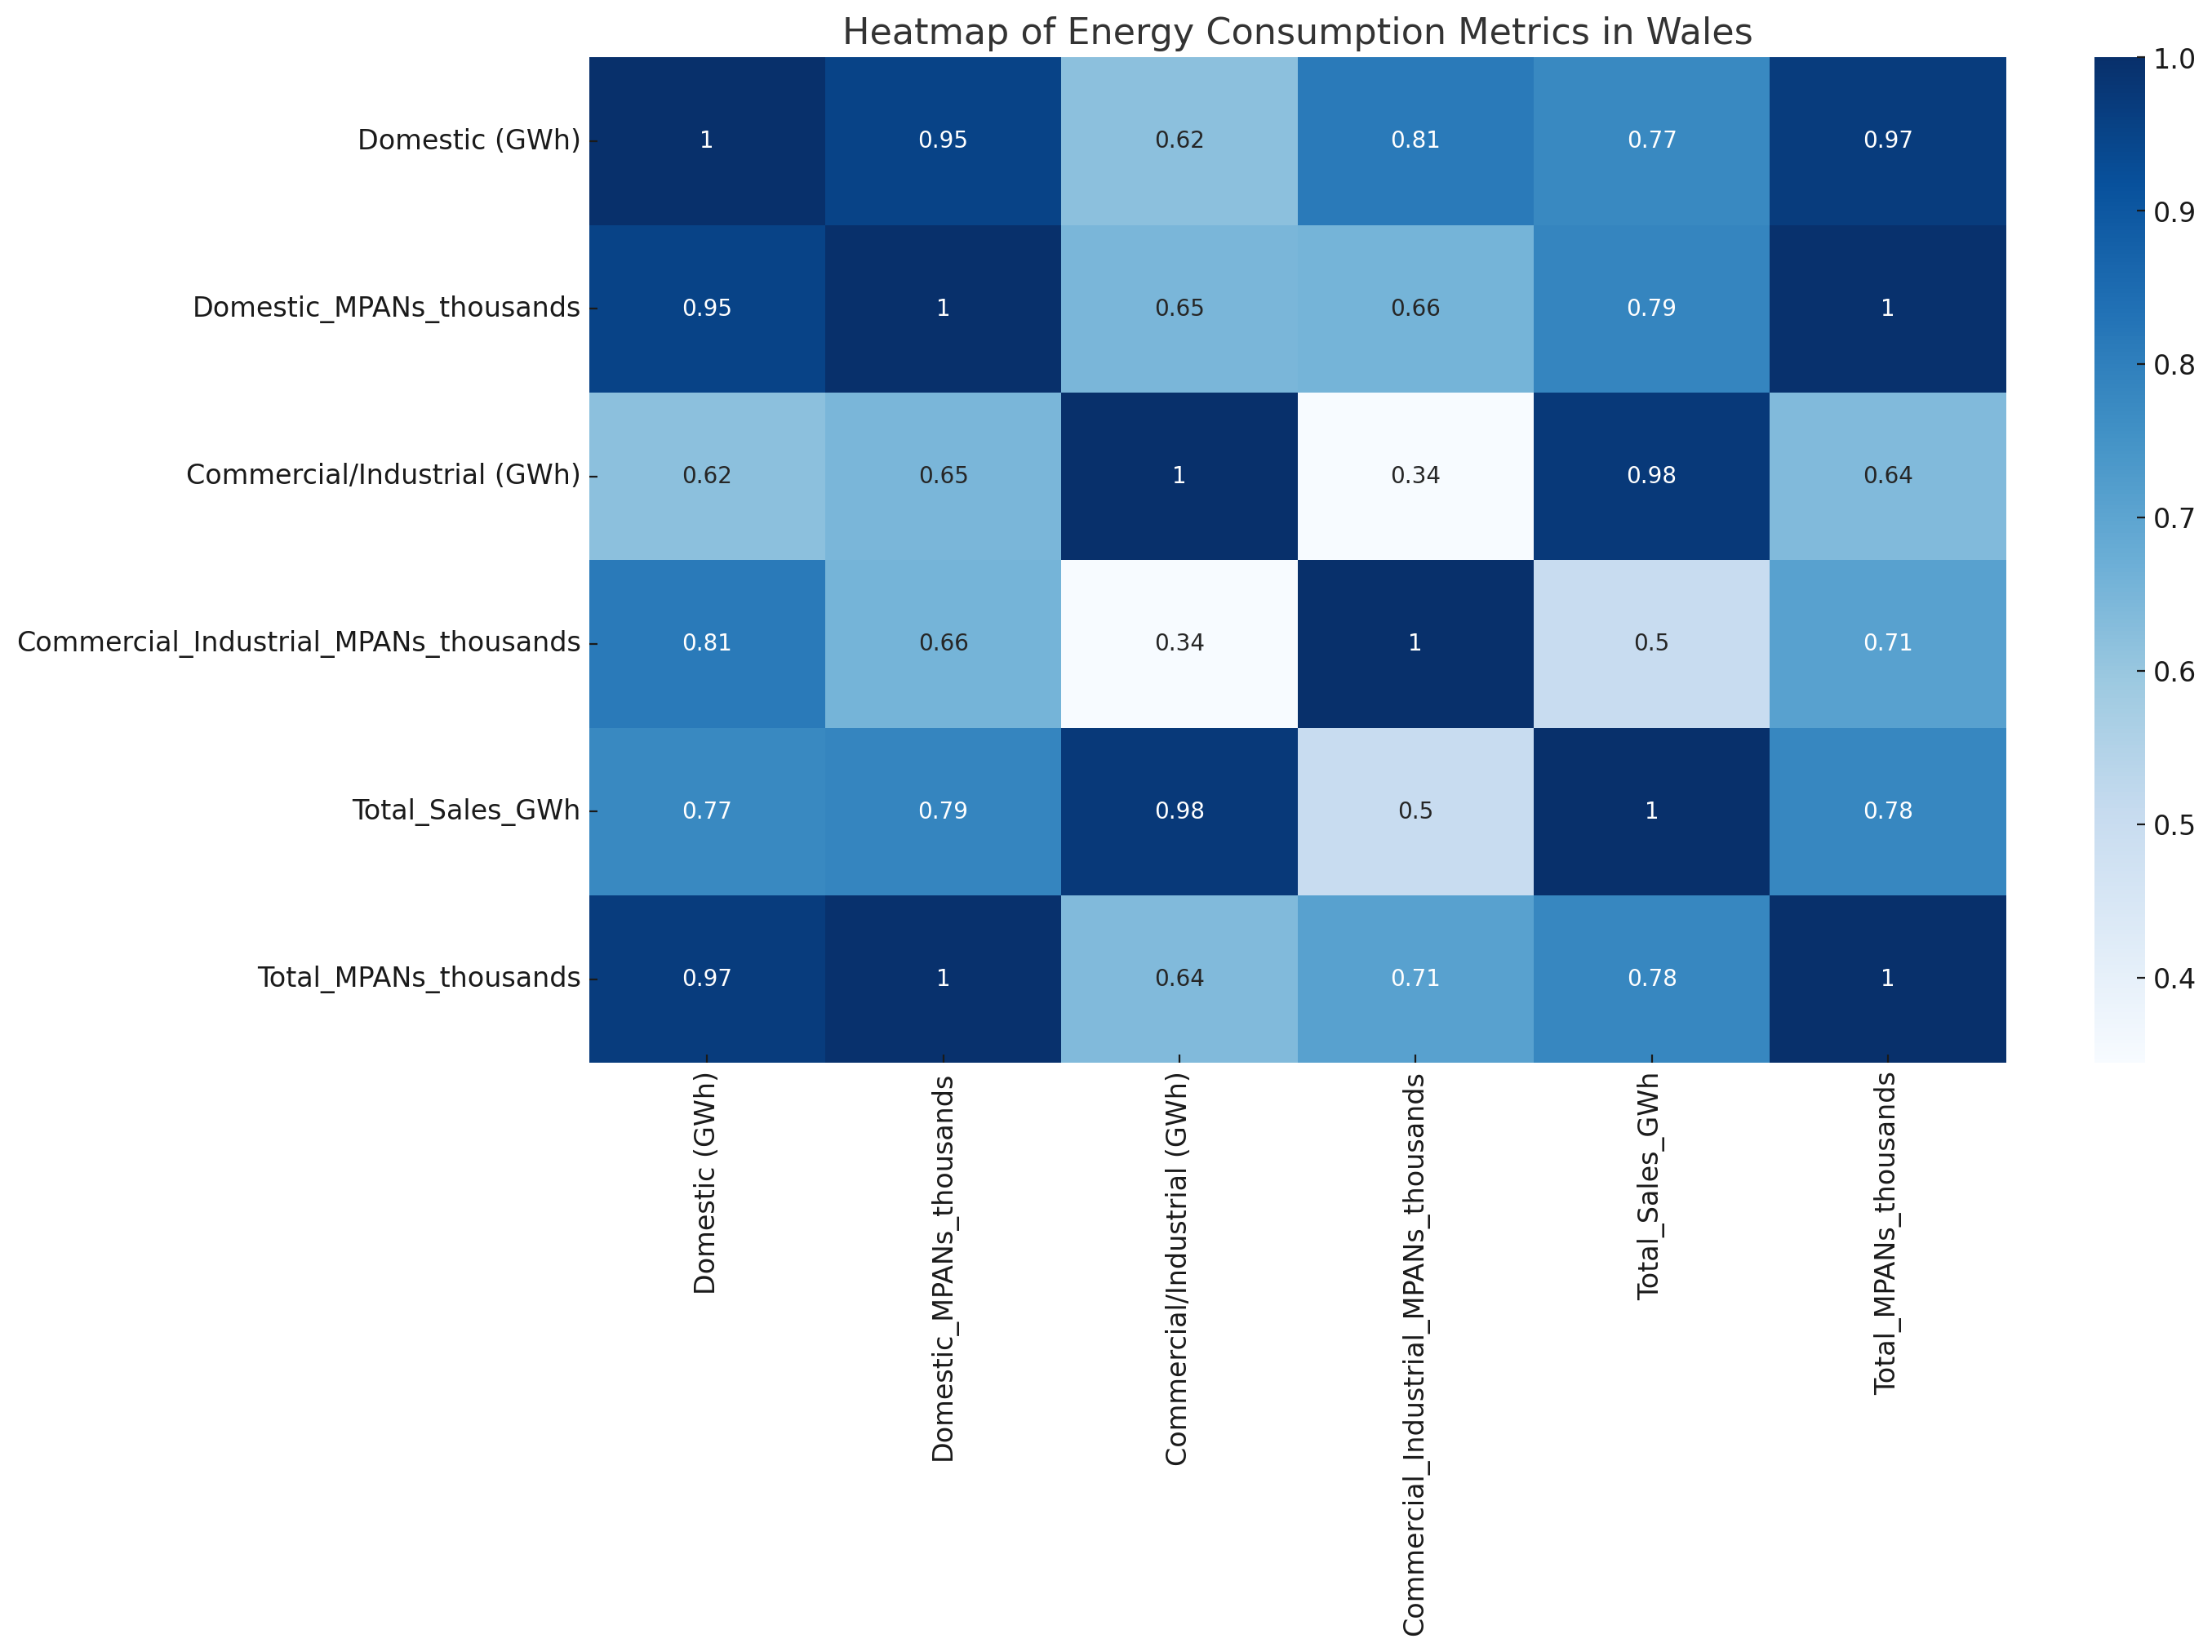 Heatmap of Energy Consumption Metrics in Wales
Domestic (GWh) 1 0.95 0.62 0.81 0.77 0.97
Domestic_MPANs_thousands 0.95 1 0.65 0.66 0.79 1
Commercial/Industrial (GWh) 0.62 0.65 1 0.34 0.98 0.64
Commercial_Industrial_MPANs_thousands 0.81 0.66 0.34 1 0.5 0.71
Total_Sales_GWh 0.77 0.79 0.98 0.5 1 0.78
Total_MPANs_thousands 0.97 1 0.64 0.71 0.78 1
Domestic (GWh)
Domestic_MPANs_thousands
Commercial/Industrial (GWh)
Commercial_Industrial_MPANs_thousands
Total_Sales_GWh
Total_MPANs_thousands
1.0
0.9
0.8
0.7
0.6
0.5
0.4